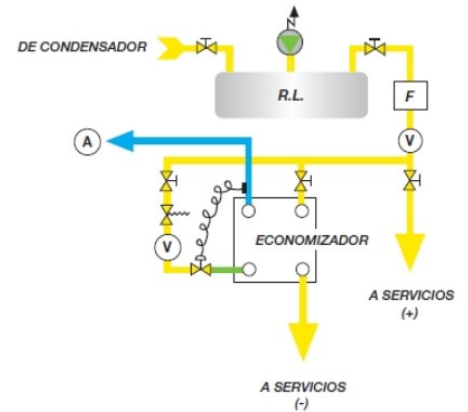 DE CONDENSADOR
R.L.
F
V
A
ECONOMIZADOR
V
A SERVICIOS
(+)
A SERVICIOS
(-)